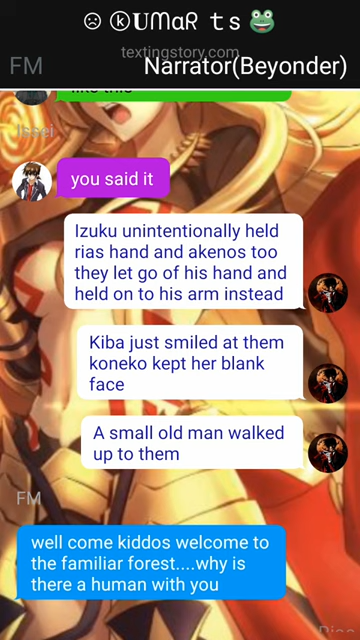 ☹ ⓚUMɑR t s 🐸
textingstory.com
FM
Narrator(Beyonder)
like this
Issei
you said it
Izuku unintentionally held
rias hand and akenos too
they let go of his hand and
held on to his arm instead
Kiba just smiled at them
koneko kept her blank
face
A small old man walked
up to them
FM
well come kiddos welcome to
the familiar forest....why is
there a human with you